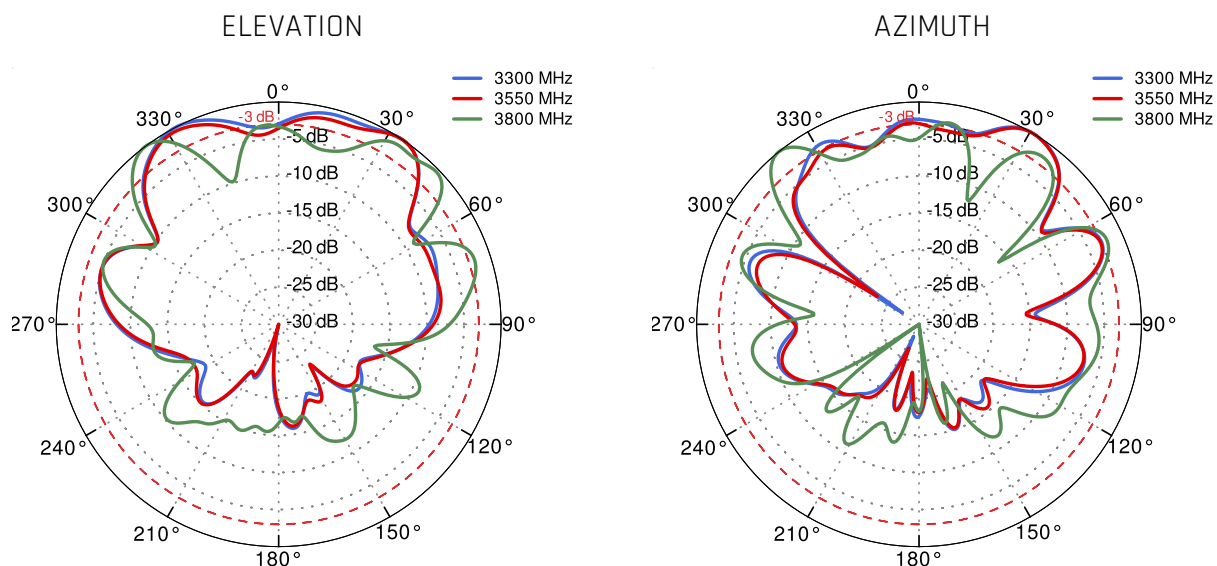 ELEVATION
3300 MHz
3550 MHz
3800 MHz
0°
30°
60°
90°
120°
150°
180°
210°
240°
270°
300°
330°
-3 dB
-5 dB
-10 dB
-15 dB
-20 dB
-25 dB
-30 dB
AZIMUTH
3300 MHz
3550 MHz
3800 MHz
0°
30°
60°
90°
120°
150°
180°
210°
240°
270°
300°
330°
-3 dB
-5dB
-10 dB
-15 dB
-20 dB
-25 dB
-30 dB